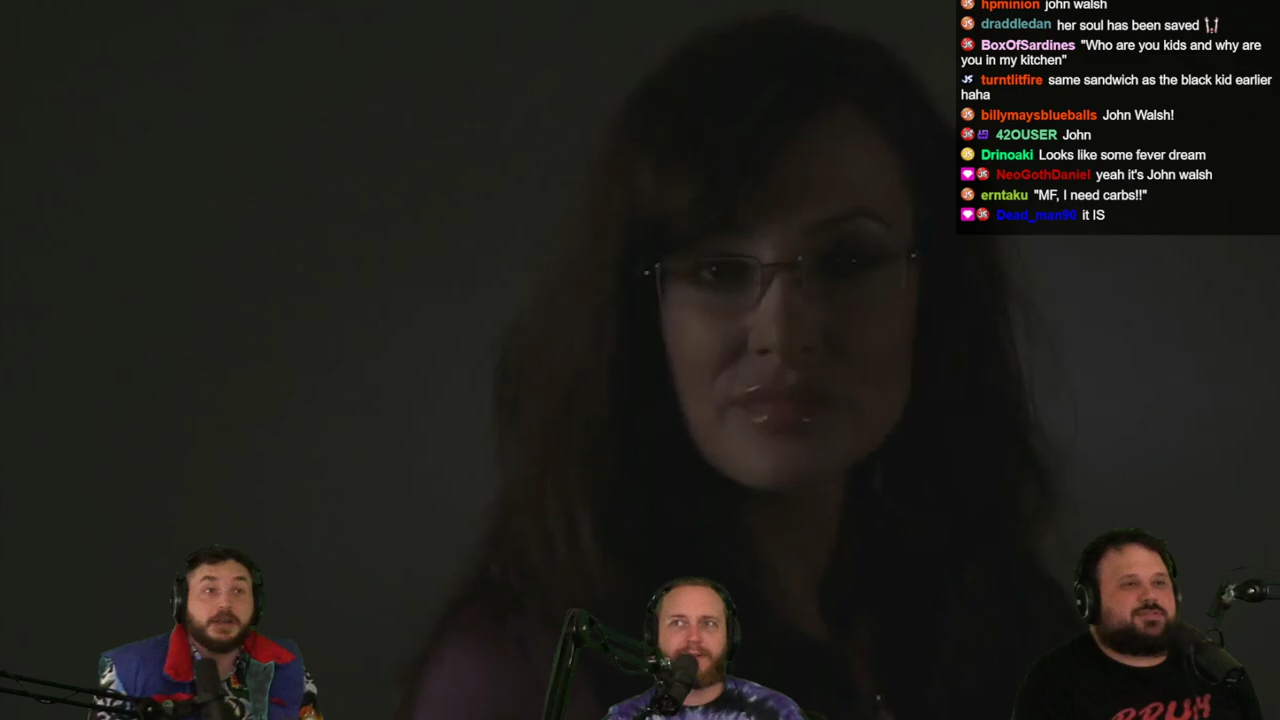 hpminion john walsh
draddledan her soul has been saved
BoxOfSardines "Who are you kids and why are
you in my kitchen"
turntlitfire same sandwich as the black kid earlier
haha
billymaysblueballs John Walsh!
42OUSER John
Drinoaki Looks like some fever dream
NeoGothDaniel yeah it's John walsh
erntaku "MF, I need carbs!!"
Dead_man90 it IS